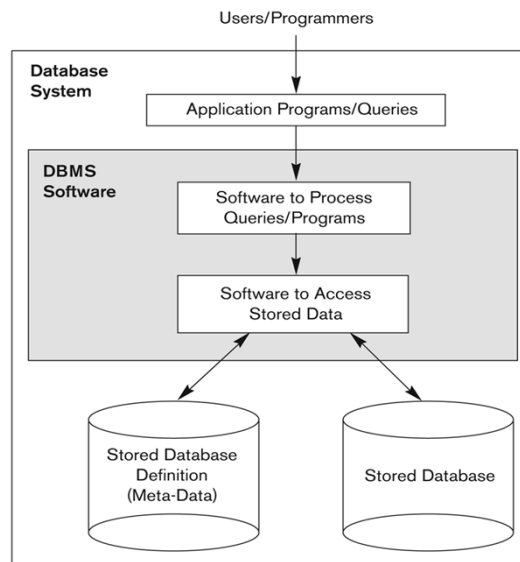 Users/Programmers
Database
System
Application Programs/Queries
DBMS
Software
Software to Process
Queries/Programs
Software to Access
Stored Data
Stored Database
Definition
(Meta-Data)
Stored Database